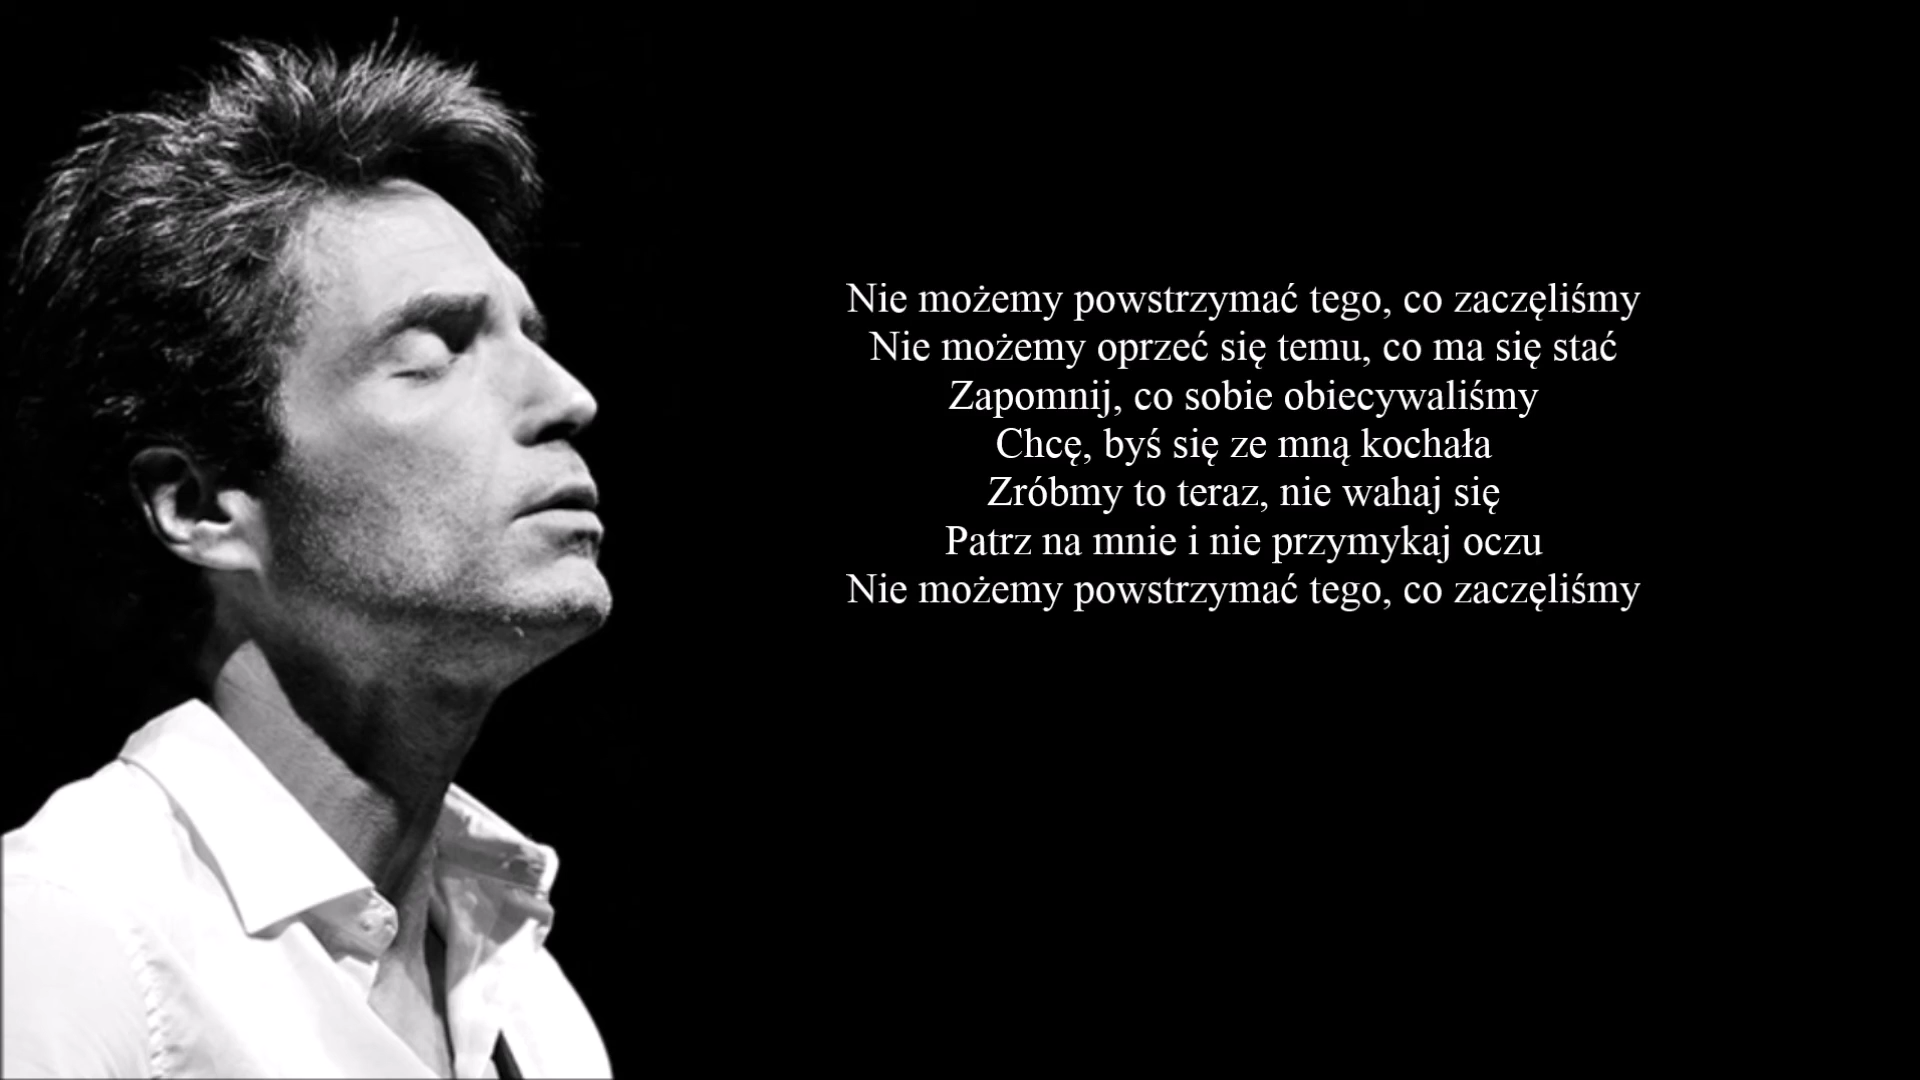 Nie możemy powstrzymać tego, co zaczęliśmy
Nie możemy oprzeć się temu, co ma się stać
Zapomnij, co sobie obiecywaliśmy
Chcę, byś się ze mną kochała
Zróbmy to teraz, nie wahaj się
Patrz na mnie i nie przymykaj oczu
Nie możemy powstrzymać tego, co zaczęliśmy